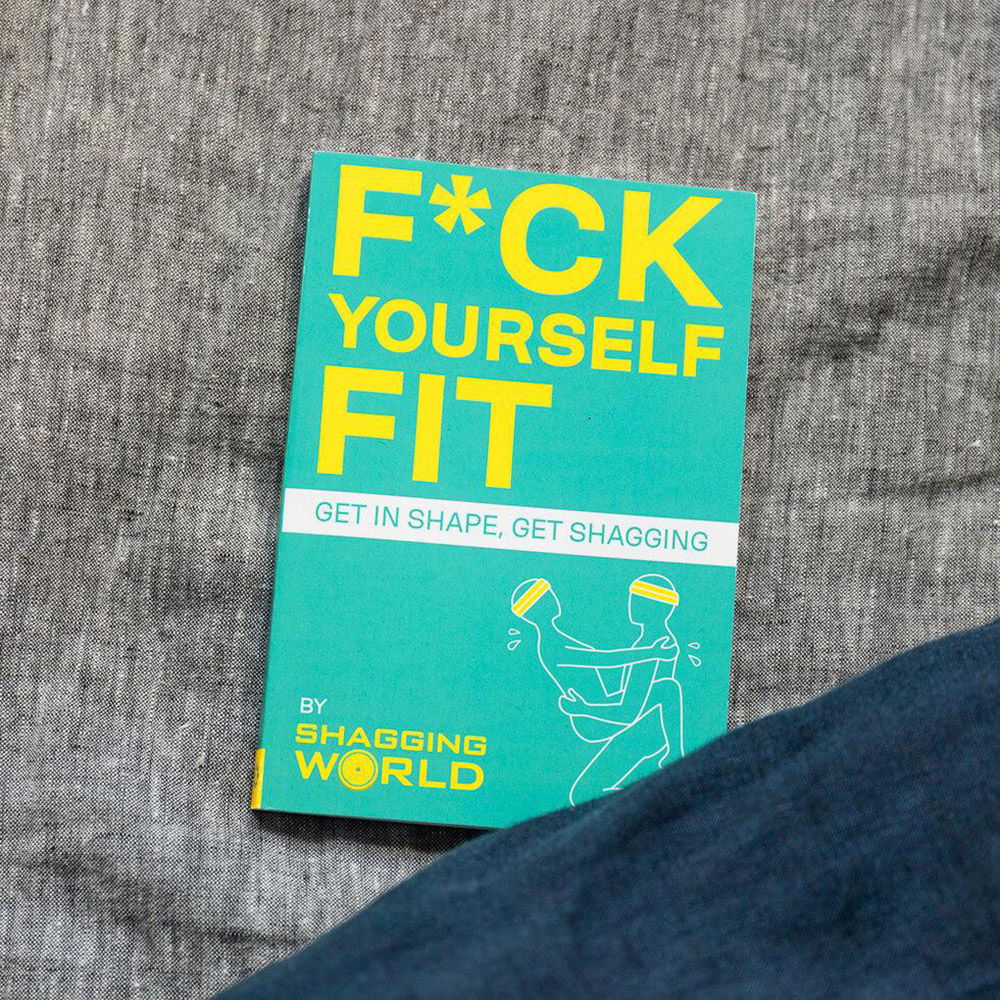 F*CK
YOURSELF
FIT
GET IN SHAPE, GET SHAGGING
BY
SHAGGING
WORLD